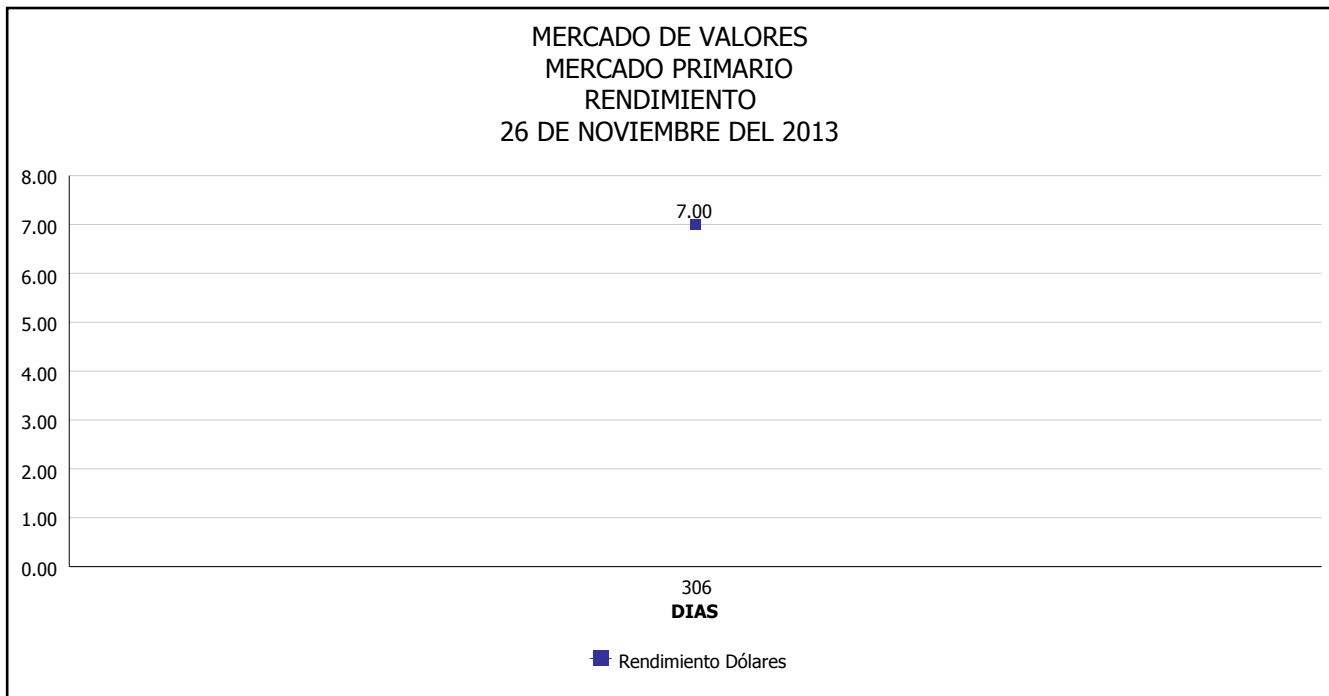 MERCADO DE VALORES
MERCADO PRIMARIO
RENDIMIENTO
26 DE NOVIEMBRE DEL 2013
8.00
7.00
7.00
6.00
5.00
4.00
3.00
2.00
1.00
0.00
306
DIAS
Rendimiento Dólares